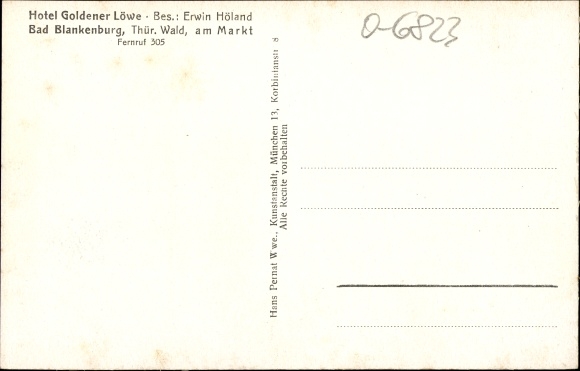 Hotel Goldener Löwe · Bes.: Erwin Höland
Bad Blankenburg, Thür. Wald, am Markt
Fernruf 305
O-6823
Hans Pernat Wwe., Kunstanstalt, München 13, Korbinianstr 8
Alle Rechte vorbehalten